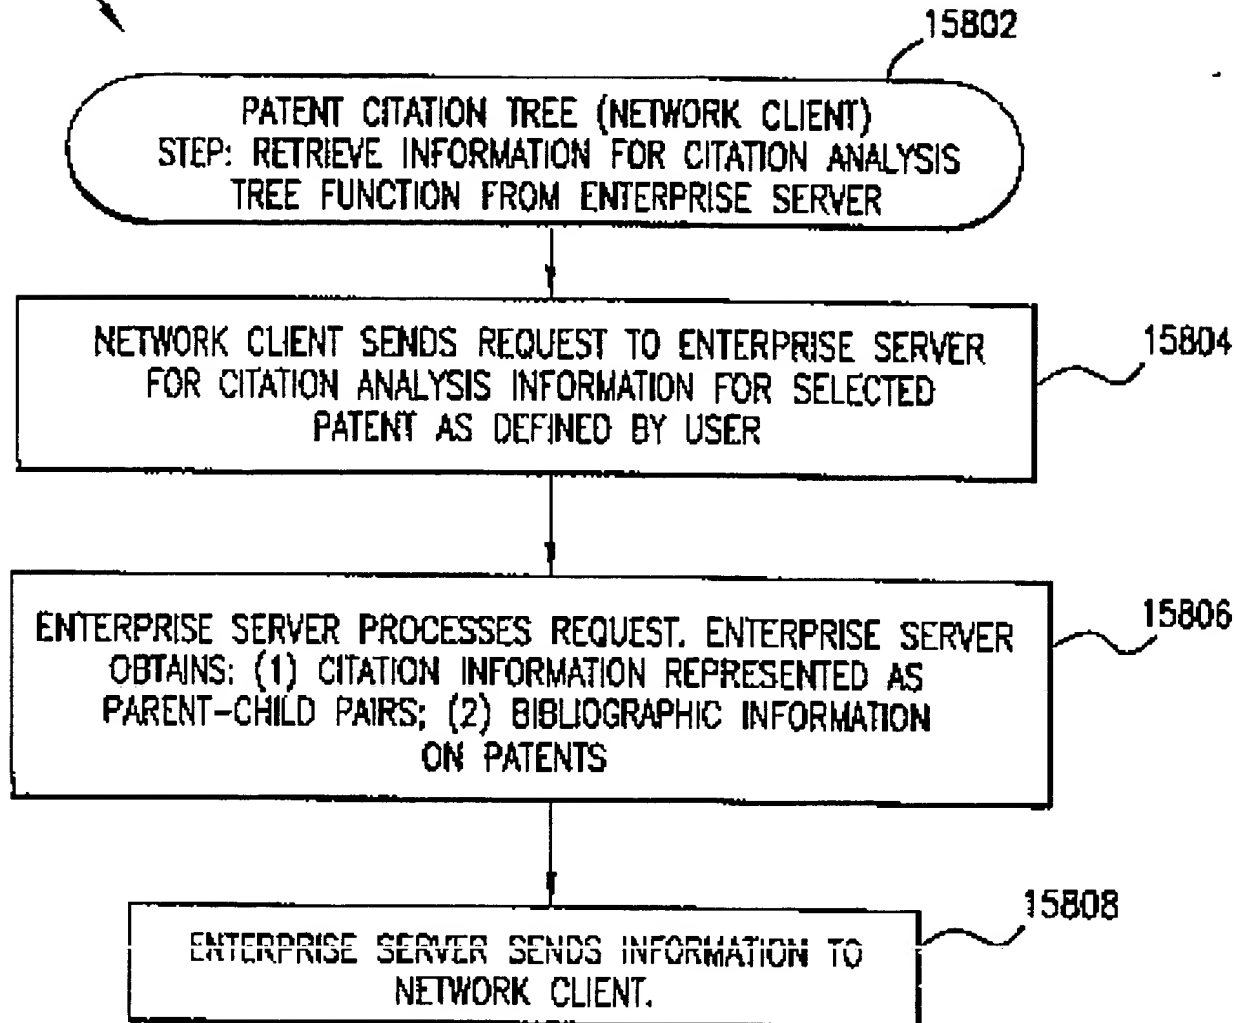 15802
PATENT CITATION TREE (NETWORK CLIENT)
STEP: RETRIEVE INFORMATION FOR CITATION ANALYSIS
TREE FUNCTION FROM ENTERPRISE SERVER
15804
NETWORK CLIENT SENDS REQUEST TO ENTERPRISE SERVER
FOR CITATION ANALYSIS INFORMATION FOR SELECTED
PATENT AS DEFINED BY USER
15806
ENTERPRISE SERVER PROCESSES REQUEST. ENTERPRISE SERVER
OBTAINS: (1) CITATION INFORMATION REPRESENTED AS
PARENT-CHILD PAIRS; (2) BIBLIOGRAPHIC INFORMATION
ON PATENTS
15808
ENTERPRISE SERVER SENDS INFORMATION TO
NETWORK CLIENT.